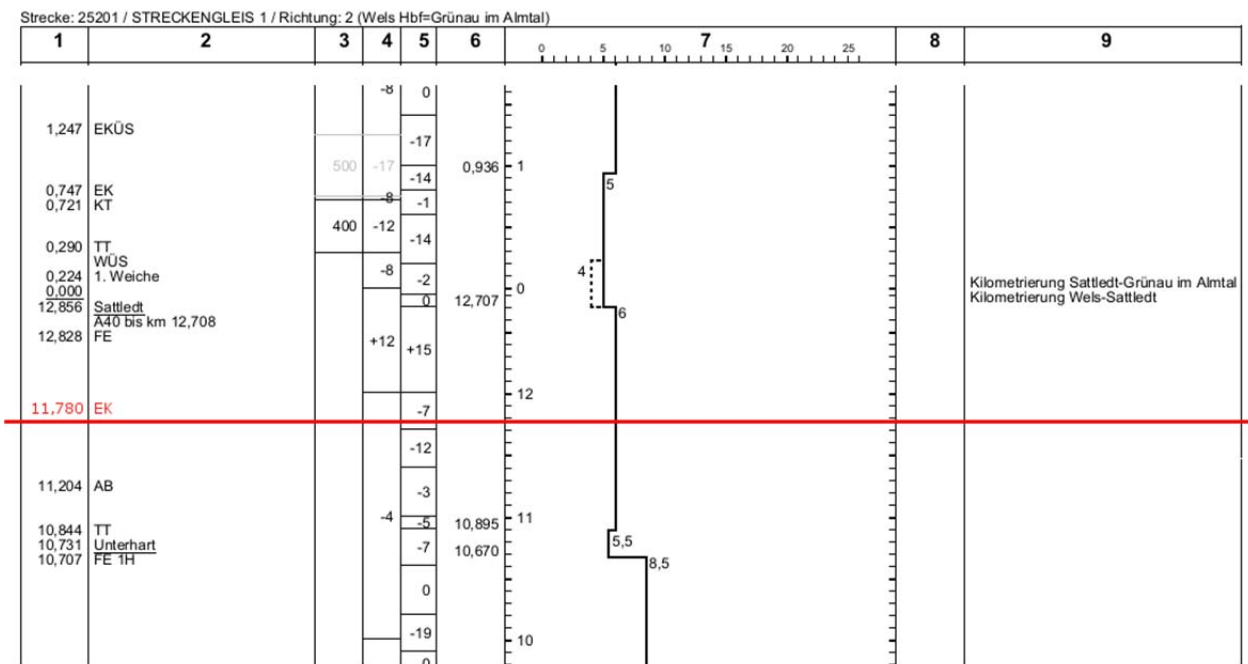 Strecke: 25201 / STRECKENGLEIS 1 / Richtung: 2 (Wels Hbf=Grünau im Almtal)
1 2 3 4 5 6 7 8 9
0 5 10 15 20 25
-8 0
1,247 EKÜS
-17
500 -17 0,936 1
-14 5
0,747 EK -8
0,721 KT -1
400 -12
-14
0,290 TT
WÜS
-8 4
0,224 1. Weiche -2
0,000 0 Kilometrierung Sattledt-Grünau im Almtal
12,856 Sattledt 0 12,707 Kilometrierung Wels-Sattledt
A40 bis km 12,708 6
12,828 FE
+12 +15
12
11,780 EK -7
-12
11,204 AB -3
-4 -5 10,895 11
10,844 TT
10,731 Unterhart -7 10,670 5,5
10,707 FE 1H 8,5
0
-19
10
0